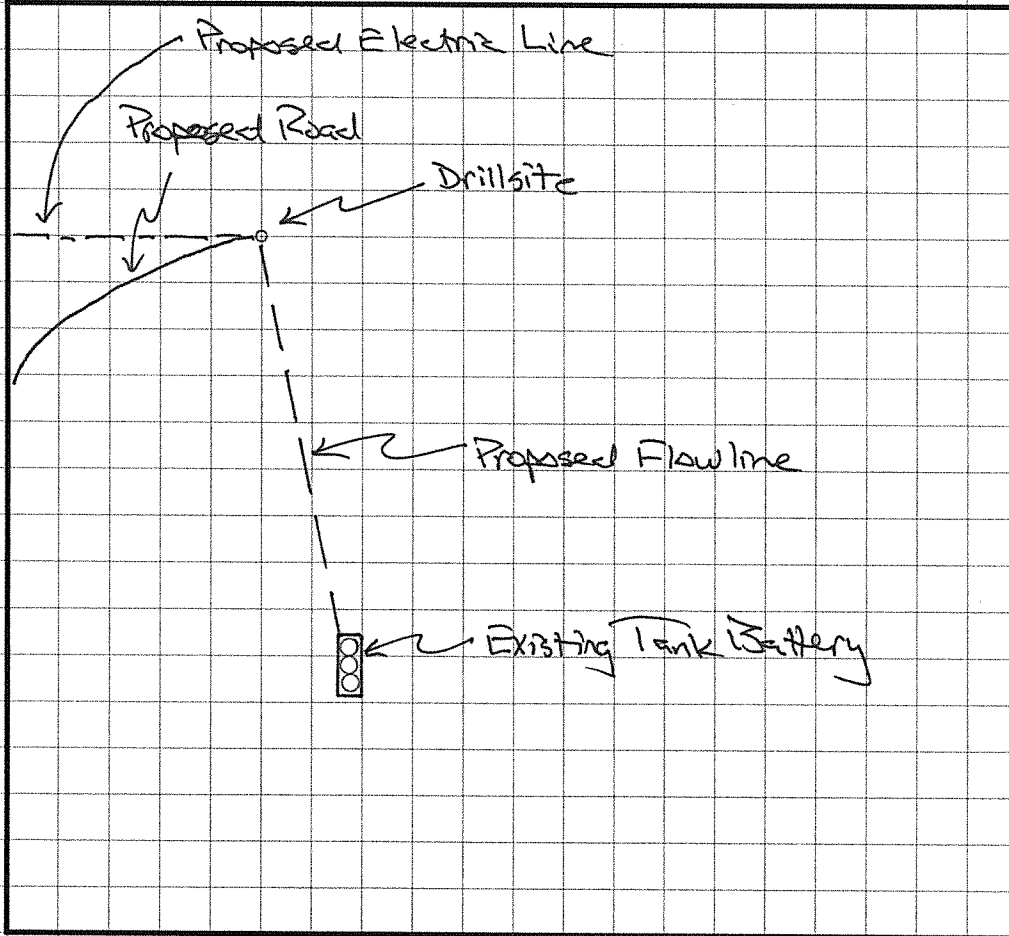 Proposed Electric Line
Proposed Road
Drillsite
Proposed Flowline
Existing Tank Battery